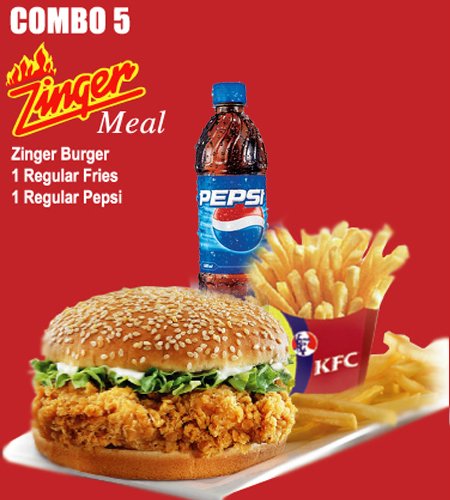 COMBO 5
Zinger
Meal
Zinger Burger
1 Regular Fries
1 Regular Pepsi
PEPSI
KFC